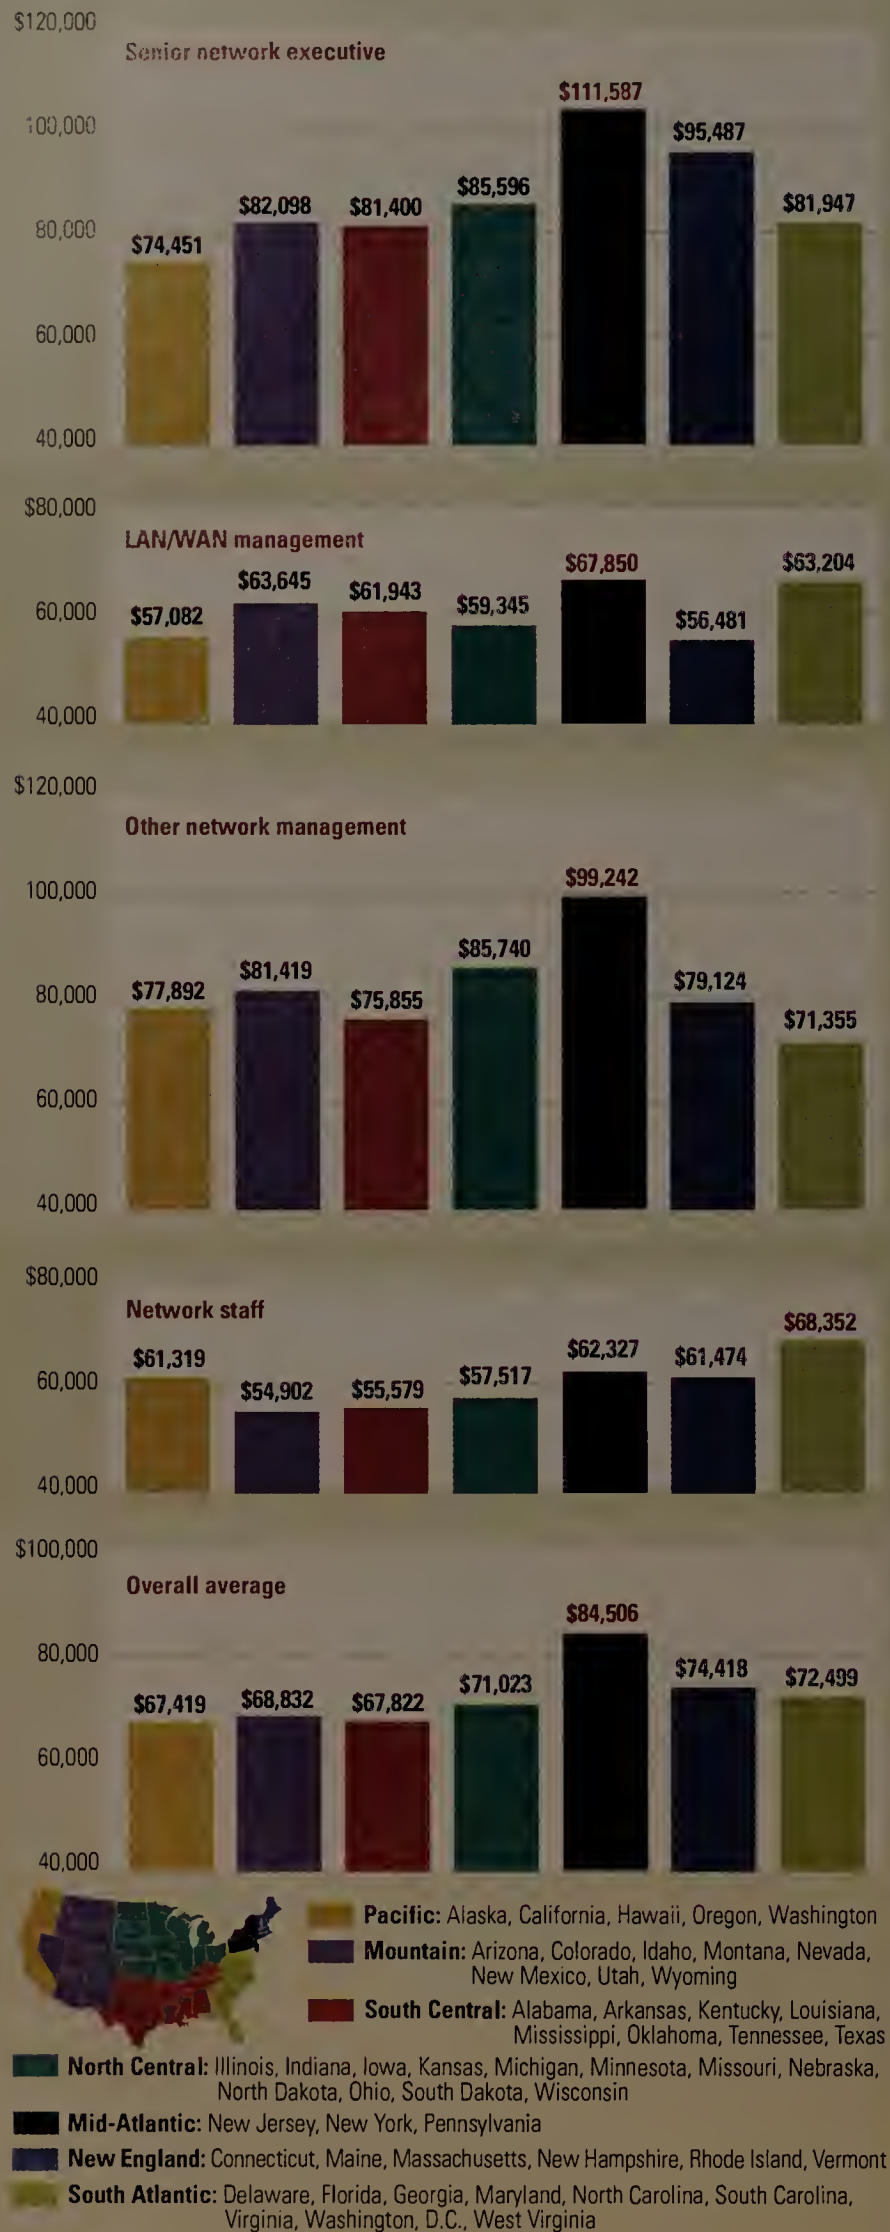 $120,000
Senior network executive
$111,587
100,000
$95,487
$85,596
$82,098 $81,400 $81,947
80,000
$74,451
60,000
40,000
$80,000
LAN/WAN management
$67,850 $63,204
$63,645 $61,943
60,000 $57,082 $59,345 $56,481
40,000
$120,000
Other network management
$99,242
100,000
$85,740
$81,419 $79,124
80,000 $77,892 $75,855
$71,355
60,000
40,000
$80,000
Network staff
$68,352
$61,319 $62,327 $61,474
60,000 $54,902 $55,579 $57,517
40,000
$100,000
Overall average
$84,506
80,000
$74,418 $72,499
$67,419 $68,832 $67,822 $71,023
60,000
40,000
Pacific: Alaska, California, Hawaii, Oregon, Washington
Mountain: Arizona, Colorado, Idaho, Montana, Nevada,
New Mexico, Utah, Wyoming
South Central: Alabama, Arkansas, Kentucky, Louisiana,
Mississippi, Oklahoma, Tennessee, Texas
North Central: Illinois, Indiana, Iowa, Kansas, Michigan, Minnesota, Missouri, Nebraska,
North Dakota, Ohio, South Dakota, Wisconsin
Mid-Atlantic: New Jersey, New York, Pennsylvania
New England: Connecticut, Maine, Massachusetts, New Hampshire, Rhode Island, Vermont
South Atlantic: Delaware, Florida, Georgia, Maryland, North Carolina, South Carolina,
Virginia, Washington, D.C., West Virginia